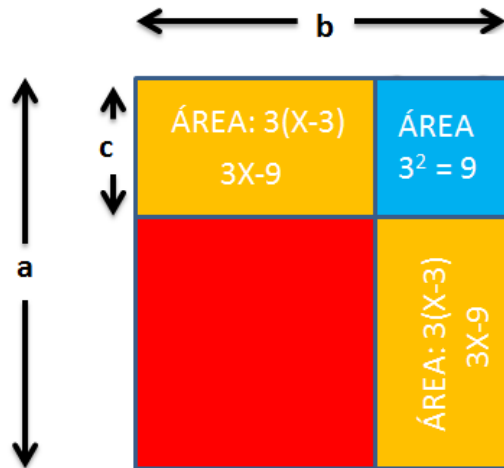 b
ÁREA: 3(X-3)
3X-9
ÁREA
3² = 9
c
a
ÁREA: 3(X-3)
3X-9